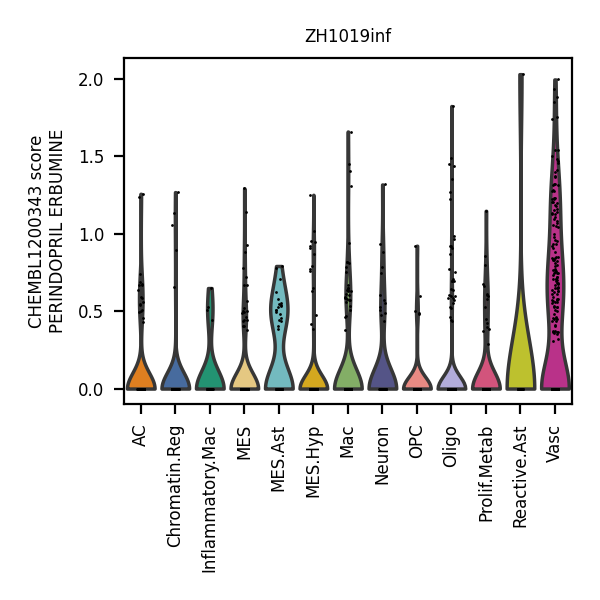 ZH1019inf
CHEMBL1200343 score
PERINDOPRIL ERBUMINE
2.0
1.5
1.0
0.5
0.0
AC
Chromatin.Reg
Inflammatory.Mac
MES
MES.Ast
MES.Hyp
Mac
Neuron
OPC
Oligo
Prolif.Metab
Reactive.Ast
Vasc